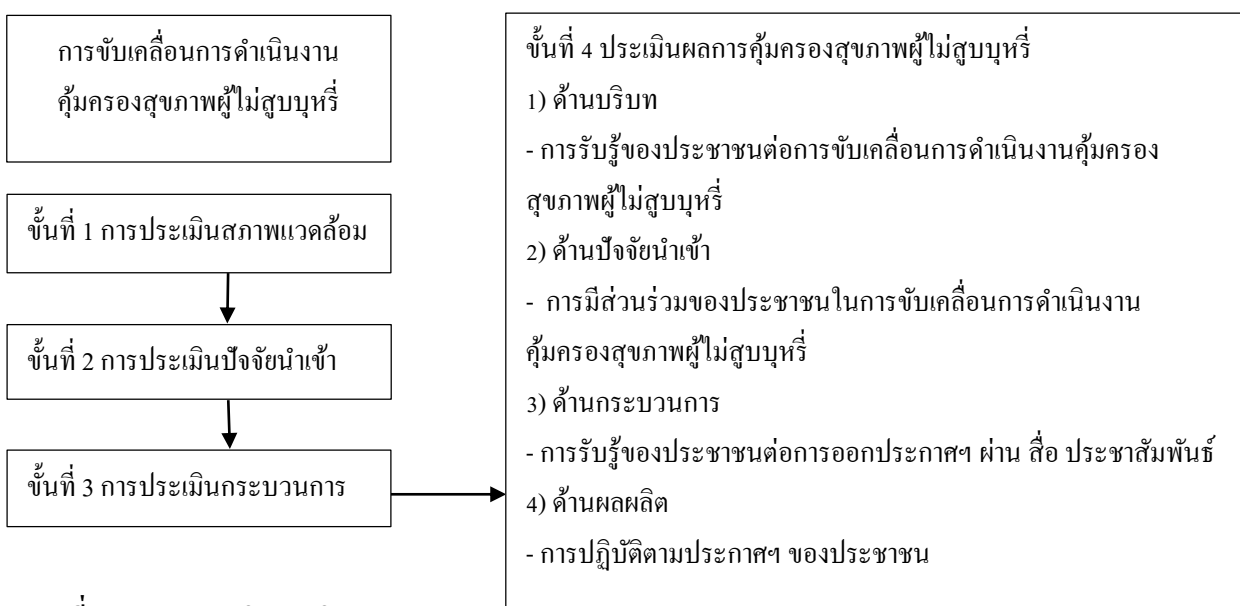 การขับเคลื่อนการดำเนินงาน
คุ้มครองสุขภาพผู้ไม่สูบบุหรี่
ขั้นที่ 1 การประเมินสภาพแวดล้อม
ขั้นที่ 2 การประเมินปัจจัยนำเข้า
ขั้นที่ 3 การประเมินกระบวนการ
ขั้นที่ 4 ประเมินผลการคุ้มครองสุขภาพผู้ไม่สูบบุหรี่
1) ด้านบริบท
- การรับรู้ของประชาชนต่อการขับเคลื่อนการดำเนินงานคุ้มครอง
สุขภาพผู้ไม่สูบบุหรี่
2) ด้านปัจจัยนำเข้า
- การมีส่วนร่วมของประชาชนในการขับเคลื่อนการดำเนินงาน
คุ้มครองสุขภาพผู้ไม่สูบบุหรี่
3) ด้านกระบวนการ
- การรับรู้ของประชาชนต่อการออกประกาศฯ ผ่าน สื่อ ประชาสัมพันธ์
4) ด้านผลผลิต
- การปฏิบัติตามประกาศฯ ของประชาชน